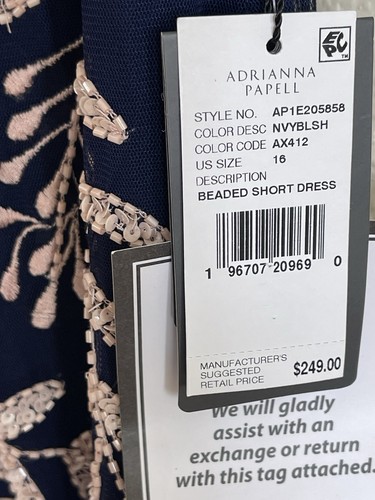 EPC™
ADRIANNA
PAPELL
STYLE NO. AP1E205858
COLOR DESC NVYBLSH
COLOR CODE AX412
US SIZE 16
DESCRIPTION
BEADED SHORT DRESS
1 96707 20969 0
MANUFACTURER'S
SUGGESTED
RETAIL PRICE $249.00
We will gladly
assist with an
exchange or return
with this tag attached.